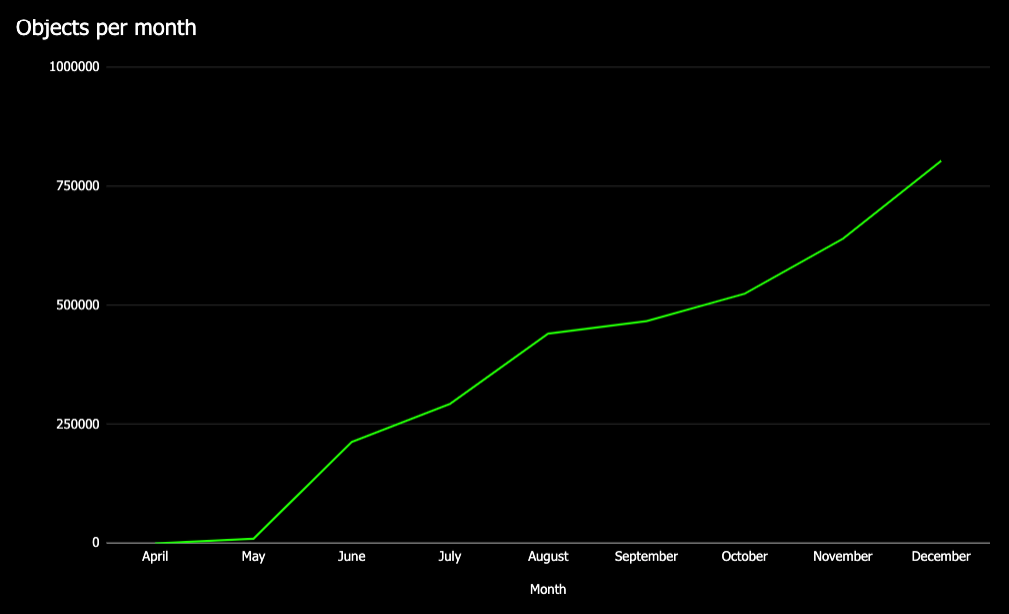 Objects per month
1000000
750000
500000
250000
0
April May June July August September October November December
Month